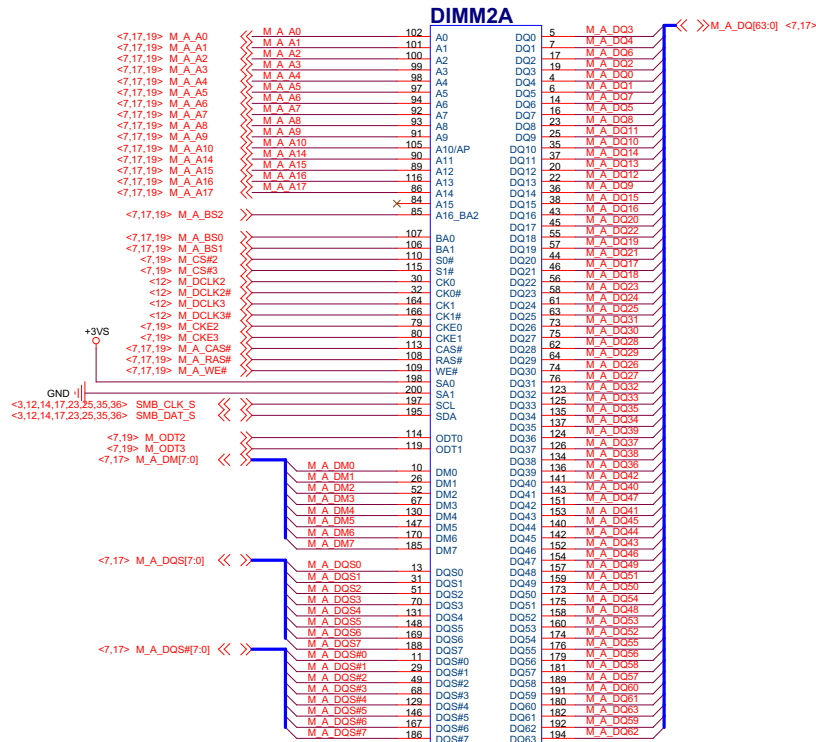 DIMM2A
<7,17,19> M_A_A0 M_A_A0 102 A0
<7,17,19> M_A_A1 M_A_A1 101 A1
<7,17,19> M_A_A2 M_A_A2 100 A2
<7,17,19> M_A_A3 M_A_A3 99 A3
<7,17,19> M_A_A4 M_A_A4 98 A4
<7,17,19> M_A_A5 M_A_A5 97 A5
<7,17,19> M_A_A6 M_A_A6 94 A6
<7,17,19> M_A_A7 M_A_A7 92 A7
<7,17,19> M_A_A8 M_A_A8 93 A8
<7,17,19> M_A_A9 M_A_A9 91 A9
<7,17,19> M_A_A10 M_A_A10 105 A10/AP
<7,17,19> M_A_A14 M_A_A14 90 A11
<7,17,19> M_A_A15 M_A_A15 89 A12
<7,17,19> M_A_A16 M_A_A16 116 A13
<7,17,19> M_A_A17 M_A_A17 86 A14
84 A15
<7,17,19> M_A_BS2 85 A16_BA2
<7,17,19> M_A_BS0 107 BA0
<7,17,19> M_A_BS1 106 BA1
<7,19> M_CS#2 110 S0#
<7,19> M_CS#3 115 S1#
<12> M_DCLK2 30 CK0
<12> M_DCLK2# 32 CK0#
<12> M_DCLK3 164 CK1
<12> M_DCLK3# 166 CK1#
<7,19> M_CKE2 79 CKE0
<7,19> M_CKE3 80 CKE1
<7,17,19> M_A_CAS# 113 CAS#
<7,17,19> M_A_RAS# 108 RAS#
<7,17,19> M_A_WE# 109 WE#
+3VS 198 SA0
GND 200 SA1
<3,12,14,17,23,25,35,36> SMB_CLK_S 197 SCL
<3,12,14,17,23,25,35,36> SMB_DAT_S 195 SDA
<7,19> M_ODT2 114 ODT0
<7,19> M_ODT3 119 ODT1
<7,17> M_A_DM[7:0]
M_A_DM0 10 DM0
M_A_DM1 26 DM1
M_A_DM2 52 DM2
M_A_DM3 67 DM3
M_A_DM4 130 DM4
M_A_DM5 147 DM5
M_A_DM6 170 DM6
M_A_DM7 185 DM7
<7,17> M_A_DQS[7:0]
M_A_DQS0 13 DQS0
M_A_DQS1 31 DQS1
M_A_DQS2 51 DQS2
M_A_DQS3 70 DQS3
M_A_DQS4 131 DQS4
M_A_DQS5 148 DQS5
M_A_DQS6 169 DQS6
M_A_DQS7 188 DQS7
<7,17> M_A_DQS#[7:0]
M_A_DQS#0 11 DQS#0
M_A_DQS#1 29 DQS#1
M_A_DQS#2 49 DQS#2
M_A_DQS#3 68 DQS#3
M_A_DQS#4 129 DQS#4
M_A_DQS#5 146 DQS#5
M_A_DQS#6 167 DQS#6
M_A_DQS#7 186 DQS#7
M_A_DQ[63:0] <7,17>
DQ0 5 M_A_DQ3
DQ1 7 M_A_DQ4
DQ2 17 M_A_DQ6
DQ3 19 M_A_DQ2
DQ4 4 M_A_DQ0
DQ5 6 M_A_DQ1
DQ6 14 M_A_DQ7
DQ7 16 M_A_DQ5
DQ8 23 M_A_DQ8
DQ9 25 M_A_DQ11
DQ10 35 M_A_DQ10
DQ11 37 M_A_DQ14
DQ12 20 M_A_DQ13
DQ13 22 M_A_DQ12
DQ14 36 M_A_DQ9
DQ15 38 M_A_DQ15
DQ16 43 M_A_DQ16
DQ17 45 M_A_DQ20
DQ18 55 M_A_DQ22
DQ19 57 M_A_DQ19
DQ20 44 M_A_DQ21
DQ21 46 M_A_DQ17
DQ22 56 M_A_DQ18
DQ23 58 M_A_DQ23
DQ24 61 M_A_DQ24
DQ25 63 M_A_DQ25
DQ26 73 M_A_DQ31
DQ27 75 M_A_DQ30
DQ28 62 M_A_DQ28
DQ29 64 M_A_DQ29
DQ30 74 M_A_DQ26
DQ31 76 M_A_DQ27
DQ32 123 M_A_DQ32
DQ33 125 M_A_DQ33
DQ34 135 M_A_DQ35
DQ35 137 M_A_DQ34
DQ36 124 M_A_DQ39
DQ37 126 M_A_DQ37
DQ38 134 M_A_DQ38
DQ39 136 M_A_DQ36
DQ40 141 M_A_DQ42
DQ41 143 M_A_DQ40
DQ42 151 M_A_DQ47
DQ43 153 M_A_DQ41
DQ44 140 M_A_DQ45
DQ45 142 M_A_DQ44
DQ46 152 M_A_DQ43
DQ47 154 M_A_DQ46
DQ48 157 M_A_DQ49
DQ49 159 M_A_DQ51
DQ50 173 M_A_DQ50
DQ51 175 M_A_DQ54
DQ52 158 M_A_DQ48
DQ53 160 M_A_DQ53
DQ54 174 M_A_DQ52
DQ55 176 M_A_DQ55
DQ56 179 M_A_DQ56
DQ57 181 M_A_DQ58
DQ58 189 M_A_DQ57
DQ59 191 M_A_DQ60
DQ60 180 M_A_DQ61
DQ61 182 M_A_DQ63
DQ62 192 M_A_DQ59
DQ63 194 M_A_DQ62